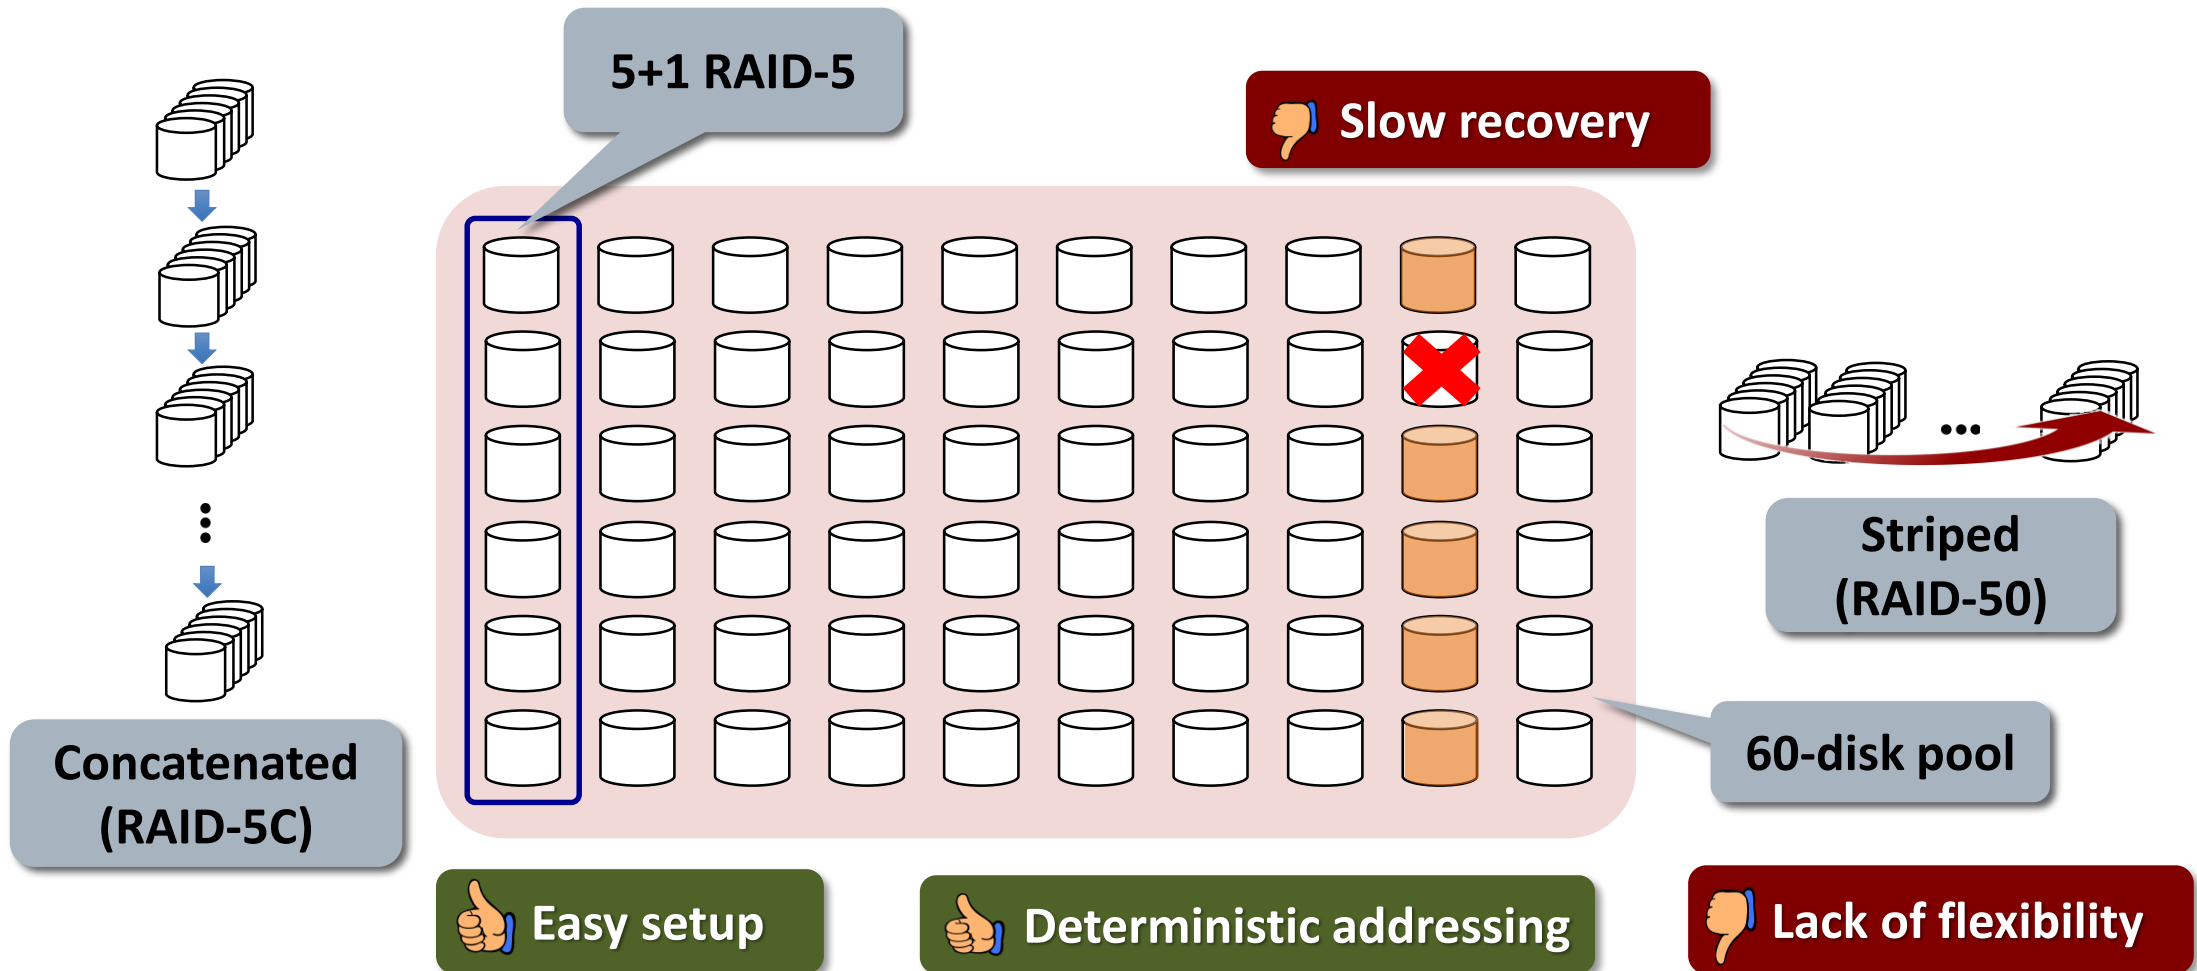 5+1 RAID-5
Slow recovery
Striped
(RAID-50)
60-disk pool
Concatenated
(RAID-5C)
Easy setup
Deterministic addressing
Lack of flexibility